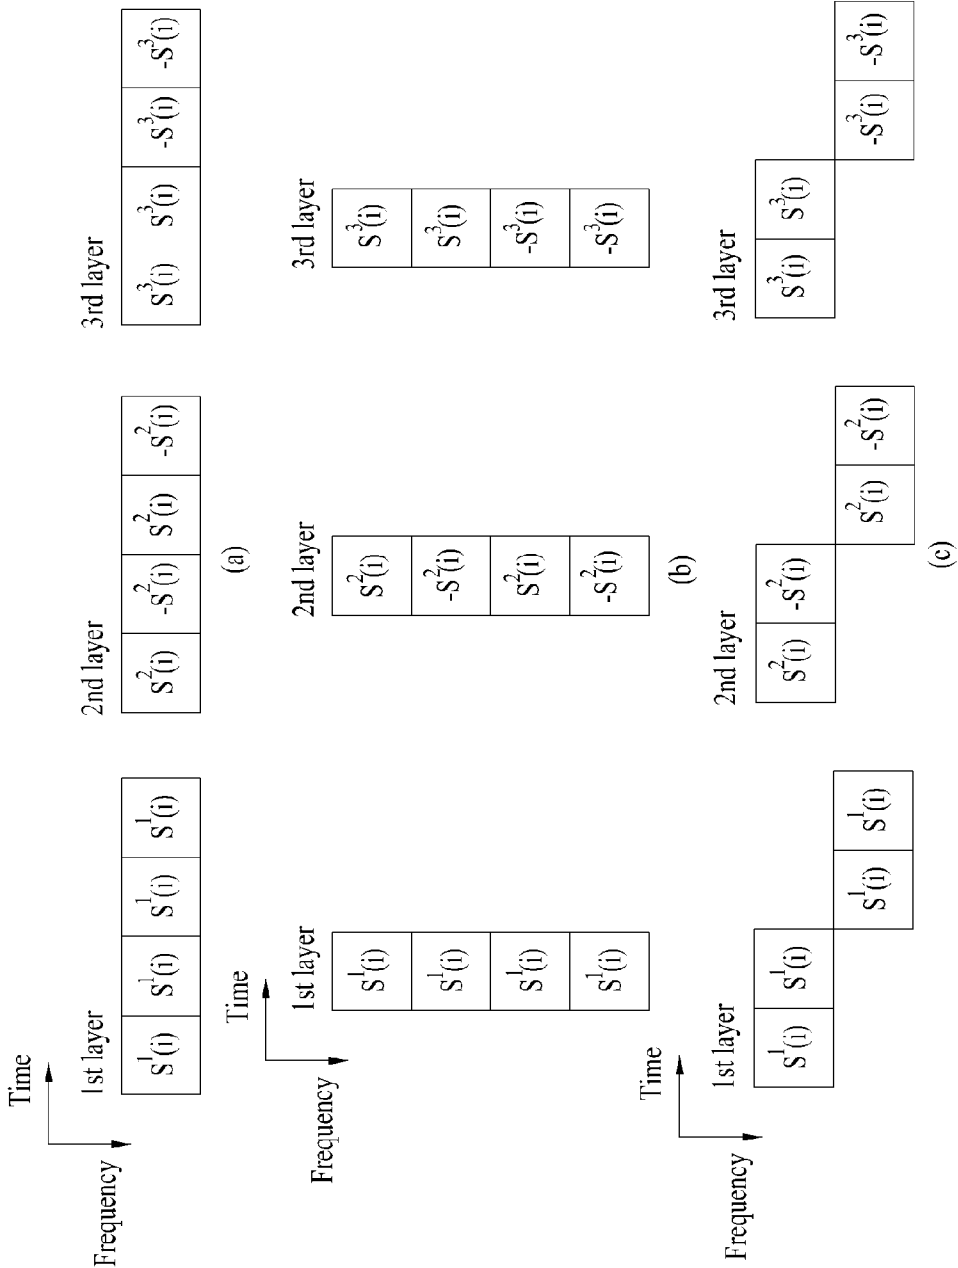 Time
Frequency
1st layer
S¹(i) S¹(i) S¹(i) S¹(i)
2nd layer
S²(i) -S²(i) S²(i) -S²(i)
3rd layer
S³(i) S³(i) -S³(i) -S³(i)
(a)
Time
Frequency
1st layer
S¹(i)
S¹(i)
S¹(i)
S¹(i)
2nd layer
S²(i)
-S²(i)
S²(i)
-S²(i)
3rd layer
S³(i)
S³(i)
-S³(i)
-S³(i)
(b)
Time
Frequency
1st layer
S¹(i) S¹(i)
S¹(i) S¹(i)
2nd layer
S²(i) -S²(i)
S²(i) -S²(i)
3rd layer
S³(i) S³(i)
-S³(i) -S³(i)
(c)